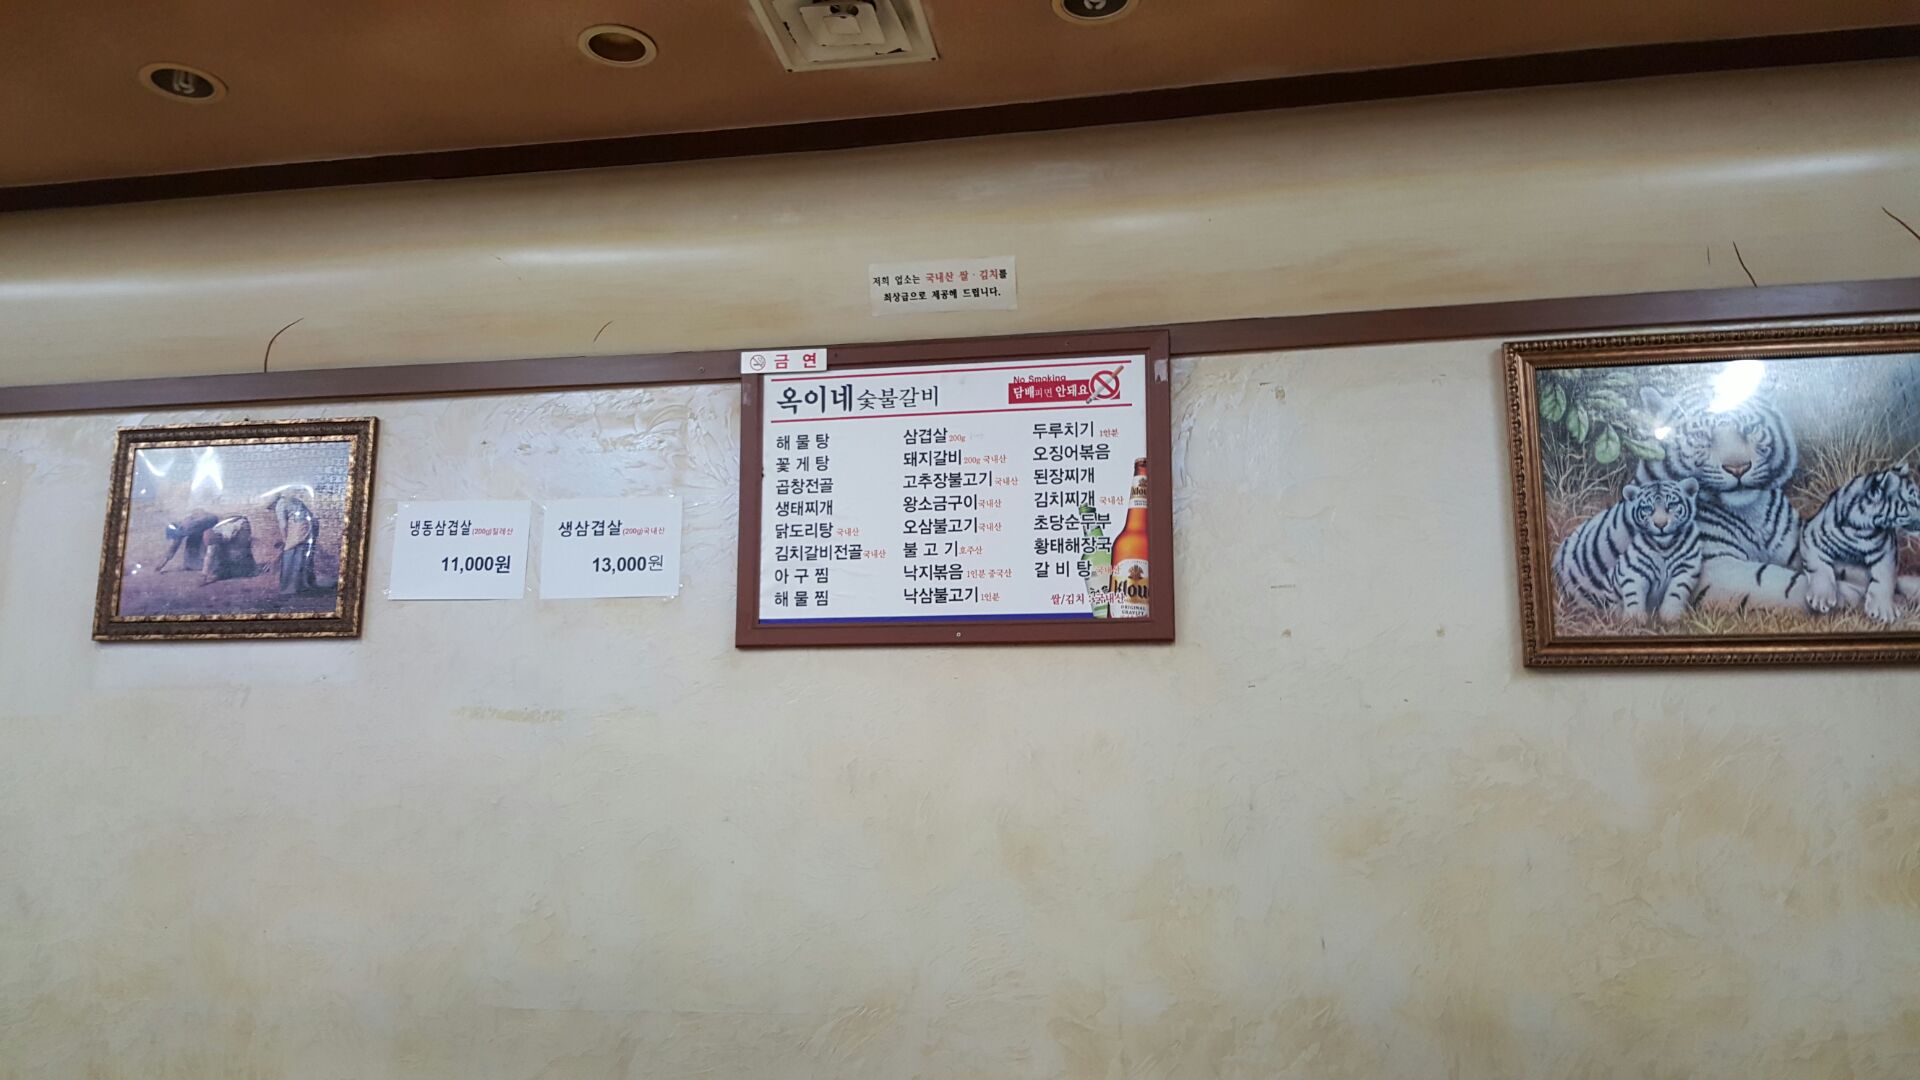 저희 업소는 국내산 쌀 · 김치를
최상급으로 제공해 드립니다.
금 연
옥이네숯불갈비
No Smoking
담배피면 안돼요
해 물 탕
꽃 게 탕
곱창전골
생태찌개
닭도리탕 국내산
김치갈비전골 국내산
아 구 찜
해 물 찜
삼겹살 200g
돼지갈비 200g 국내산
고추장불고기 국내산
왕소금구이 국내산
오삼불고기 국내산
불 고 기 호주산
낙지볶음 1인분 중국산
낙삼불고기 1인분
두루치기 1인분
오징어볶음
된장찌개
김치찌개 국내산
초당순두부
황태해장국
갈 비 탕 국내산
쌀/김치 : 국내산
Klou
ORIGINAL
GRAVITY
냉동삼겹살 (200g)칠레산
11,000원
생삼겹살 (200g)국내산
13,000원